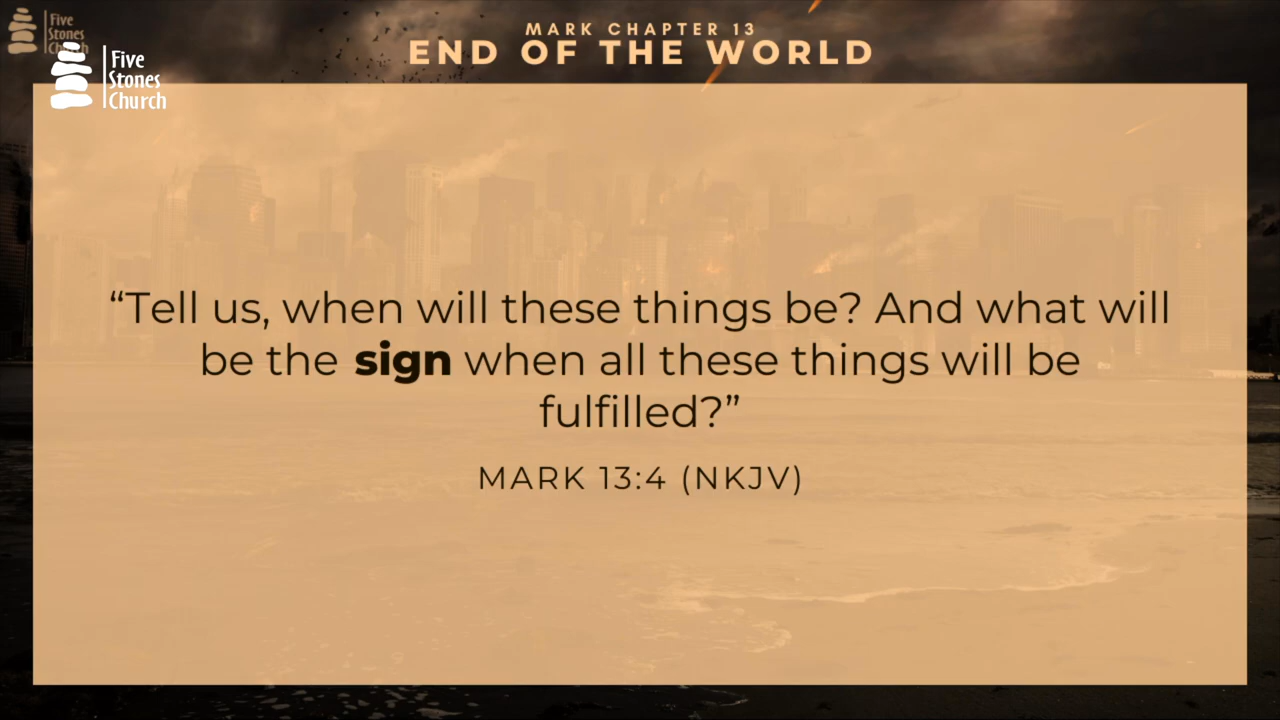 Five
Stones
Church
Five
Stones
Church
MARK CHAPTER 13
END OF THE WORLD
“Tell us, when will these things be? And what will
be the sign when all these things will be
fulfilled?”
MARK 13:4 (NKJV)